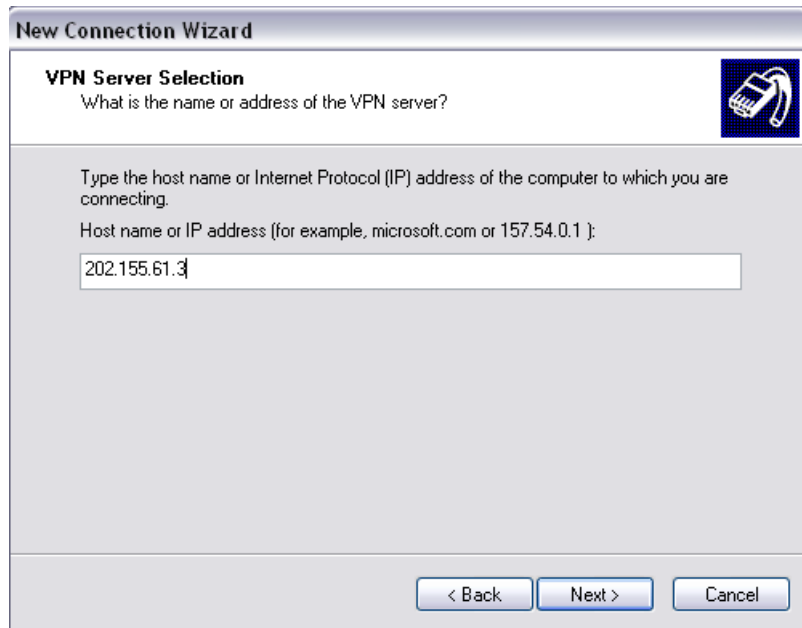 New Connection Wizard
VPN Server Selection
What is the name or address of the VPN server?
Type the host name or Internet Protocol (IP) address of the computer to which you are
connecting.
Host name or IP address (for example, microsoft.com or 157.54.0.1 ):
202.155.61.3
< Back Next > Cancel